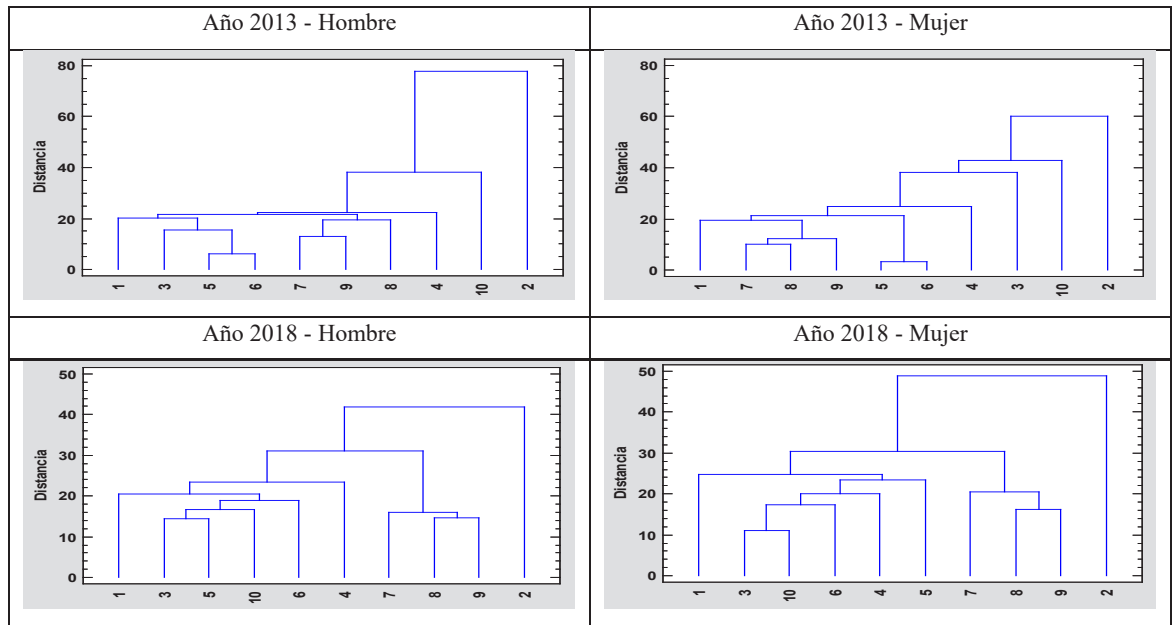 Año 2013 - Hombre
Año 2013 - Mujer
80
60
40
20
0
Distancia
1 3 5 6 7 9 8 4 10 2
80
60
40
20
0
Distancia
1 7 8 9 5 6 4 3 10 2
Año 2018 - Hombre
Año 2018 - Mujer
50
40
30
20
10
0
Distancia
1 3 5 10 6 4 7 8 9 2
50
40
30
20
10
0
Distancia
1 3 10 6 4 5 7 8 9 2